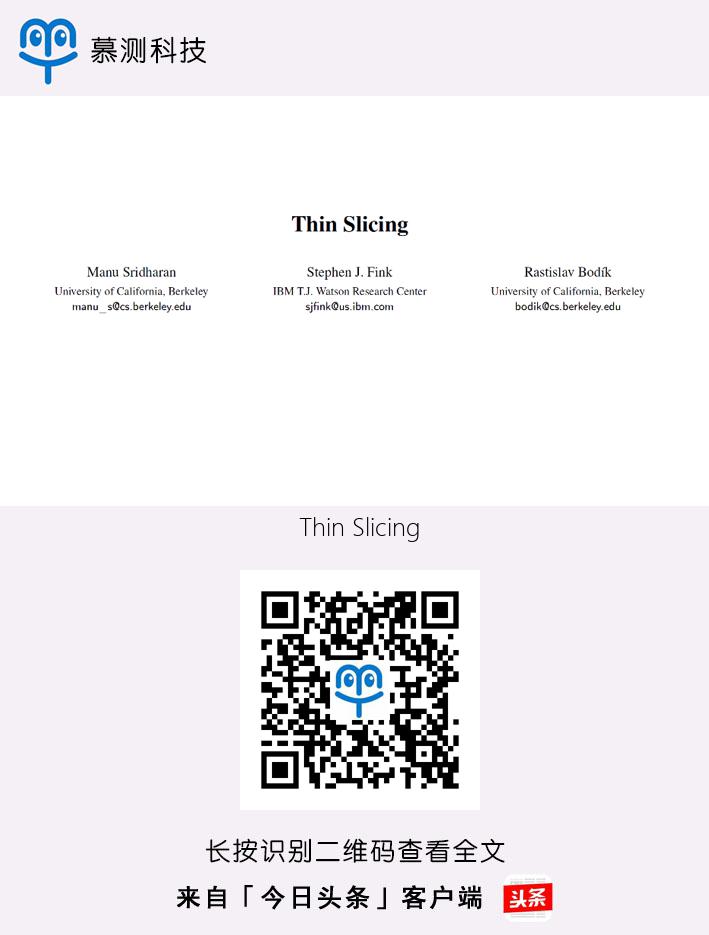 慕测科技
Thin Slicing
Manu Sridharan
University of California, Berkeley
manu_s@cs.berkeley.edu
Stephen J. Fink
IBM T.J. Watson Research Center
sjfink@us.ibm.com
Rastislav Bodík
University of California, Berkeley
bodik@cs.berkeley.edu
Thin Slicing
长按识别二维码查看全文
来自「今日头条」客户端
头条